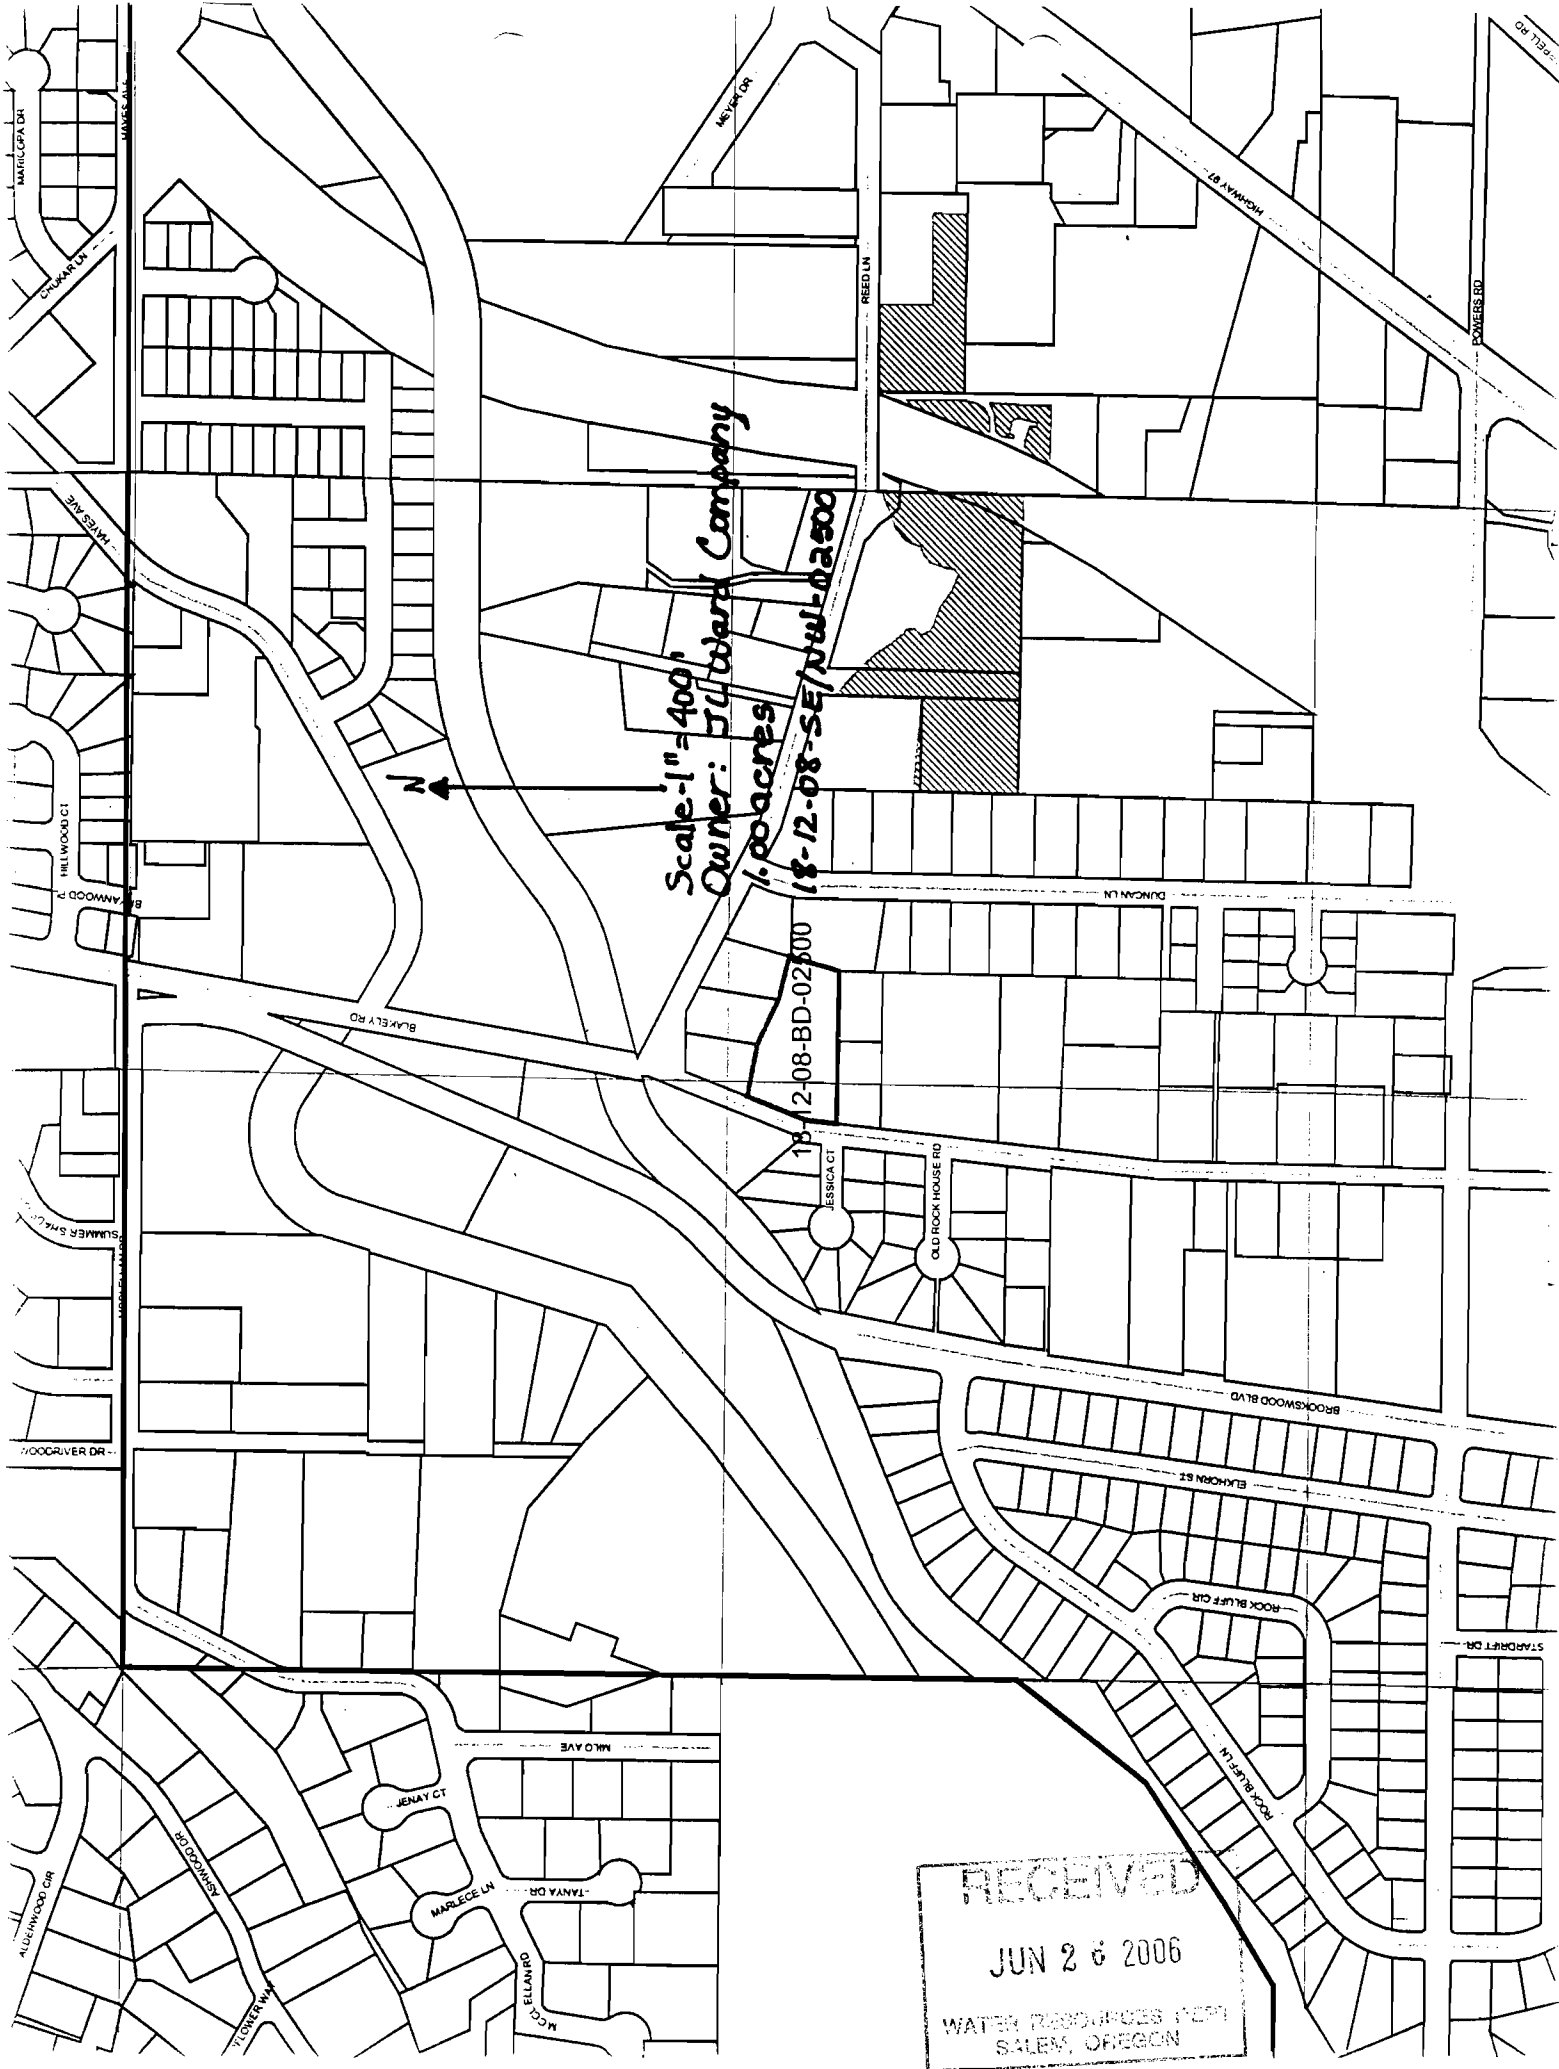 MARICOPA DR
HAYES AVE
CHUKAR LN
MEYER DR
HIGHWAY 97
REED LN
POWERS RD
HAYES AVE
N
Scale-1"=400'
Owner: JL Ward Company
1.00 acres
18-12-08-SE/NW-02500
HILLWOOD CT
BLAKELY RD
DUNCAN LN
18-12-08-BD-02500
JESSICA CT
OLD ROCK HOUSE RD
BROOKSWOOD BLVD
ELKHORN ST
ROCK BLUFF CIR
STARDRIFT DR
ROCK BLUFF LN
MILO AVE
JENAY CT
MARLECE LN
TANYA DR
MCCLELLAN RD
ASHWOOD DR
ALDERWOOD CIR
RECEIVED
JUN 26 2006
WATER RESOURCES DEPT
SALEM, OREGON